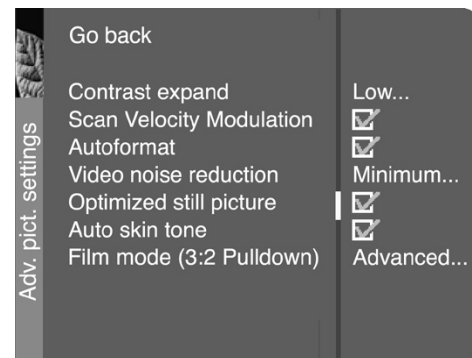 Adv. pict. settings
Go back
Contrast expand Low...
Scan Velocity Modulation
Autoformat
Video noise reduction Minimum...
Optimized still picture
Auto skin tone
Film mode (3:2 Pulldown) Advanced...